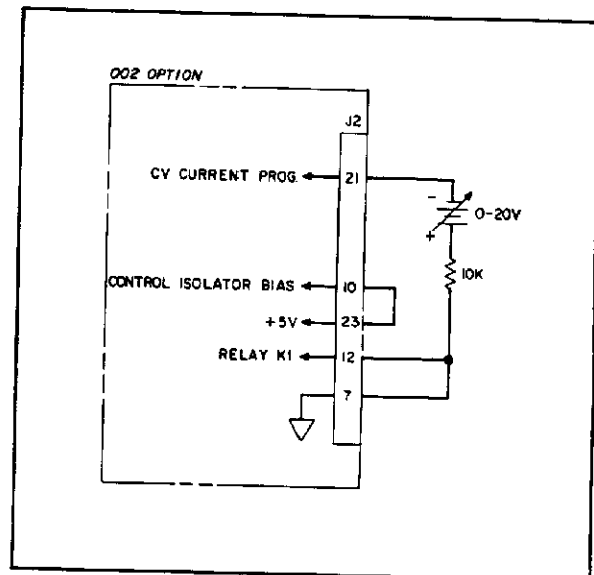 002 OPTION
J2
CV CURRENT PROG.
21
-
0-20V
+
10K
CONTROL ISOLATOR BIAS
10
+5V
23
RELAY K1
12
7